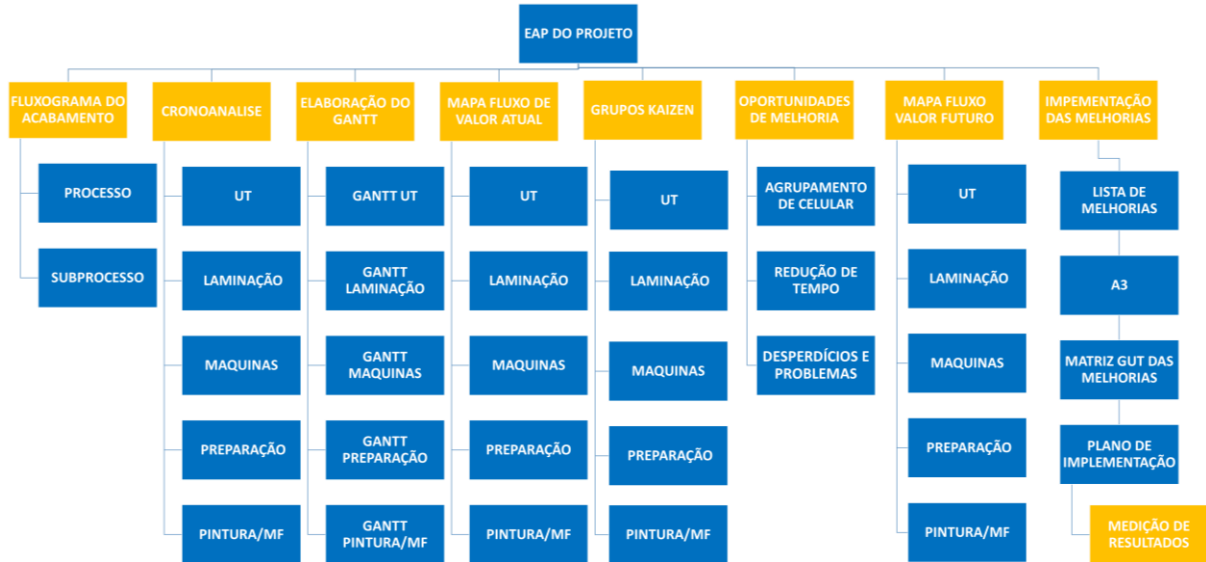 EAP DO PROJETO
FLUXOGRAMA DO
ACABAMENTO
PROCESSO
SUBPROCESSO
CRONOANALISE
UT
LAMINAÇÃO
MAQUINAS
PREPARAÇÃO
PINTURA/MF
ELABORAÇÃO DO
GANTT
GANTT UT
GANTT
LAMINAÇÃO
GANTT
MAQUINAS
GANTT
PREPARAÇÃO
GANTT
PINTURA/MF
MAPA FLUXO DE
VALOR ATUAL
UT
LAMINAÇÃO
MAQUINAS
PREPARAÇÃO
PINTURA/MF
GRUPOS KAIZEN
UT
LAMINAÇÃO
MAQUINAS
PREPARAÇÃO
PINTURA/MF
OPORTUNIDADES
DE MELHORIA
AGRUPAMENTO
DE CELULAR
REDUÇÃO DE
TEMPO
DESPERDÍCIOS E
PROBLEMAS
MAPA FLUXO
VALOR FUTURO
UT
LAMINAÇÃO
MAQUINAS
PREPARAÇÃO
PINTURA/MF
IMPEMENTAÇÃO
DAS MELHORIAS
LISTA DE
MELHORIAS
A3
MATRIZ GUT DAS
MELHORIAS
PLANO DE
IMPLEMENTAÇÃO
MEDIÇÃO DE
RESULTADOS